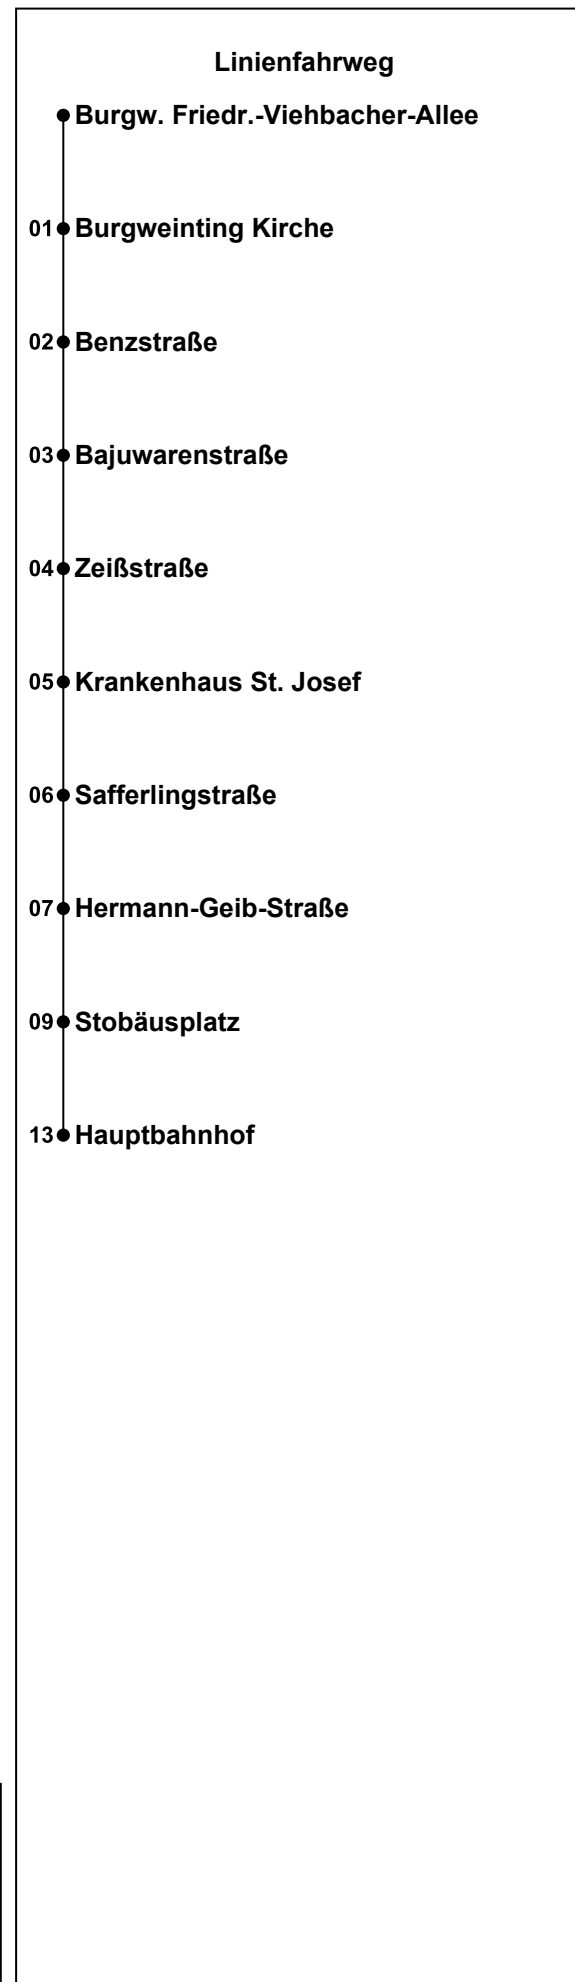 Linienfahrweg
Burgw. Friedr.-Viehbacher-Allee
01 Burgweinting Kirche
02 Benzstraße
03 Bajuwarenstraße
04 Zeißstraße
05 Krankenhaus St. Josef
06 Safferlingstraße
07 Hermann-Geib-Straße
09 Stobäusplatz
13 Hauptbahnhof